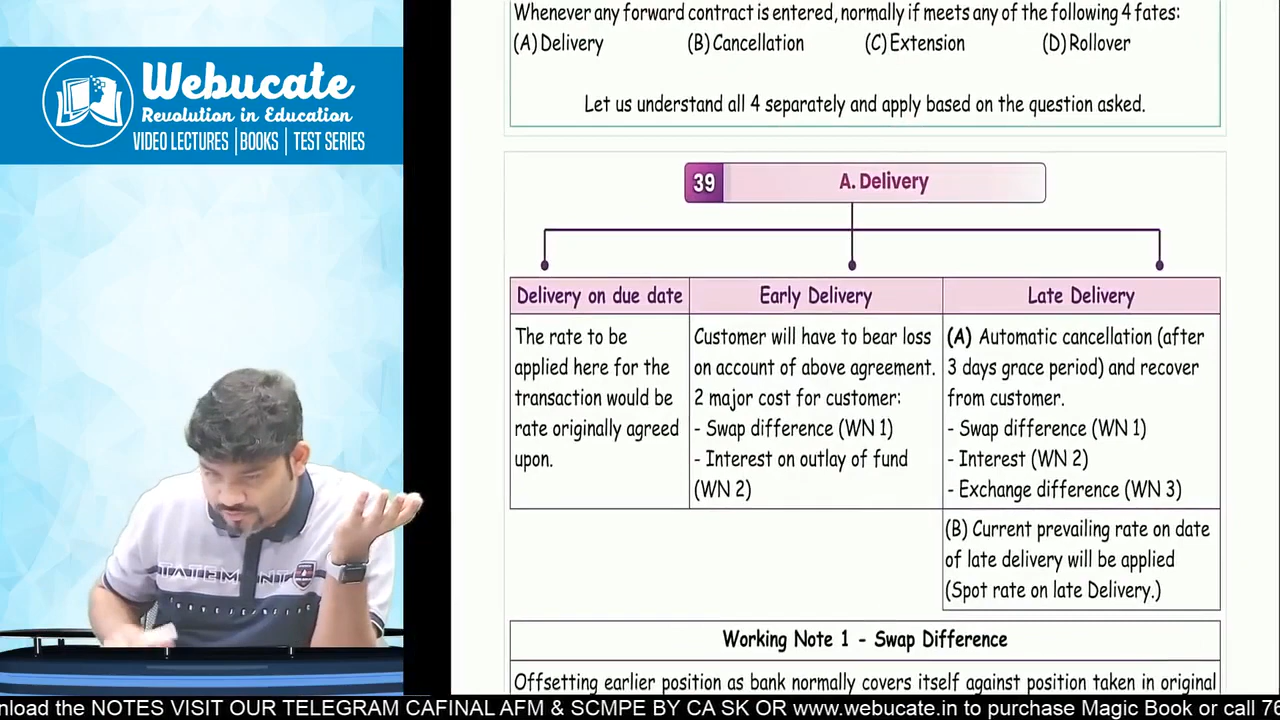 Webucate
Revolution in Education
VIDEO LECTURES | BOOKS | TEST SERIES
Whenever any forward contract is entered, normally if meets any of the following 4 fates:
(A) Delivery (B) Cancellation (C) Extension (D) Rollover
Let us understand all 4 separately and apply based on the question asked.
39 A. Delivery
Delivery on due date
The rate to be
applied here for the
transaction would be
rate originally agreed
upon.
Early Delivery
Customer will have to bear loss
on account of above agreement.
2 major cost for customer:
- Swap difference (WN 1)
- Interest on outlay of fund
(WN 2)
Late Delivery
(A) Automatic cancellation (after
3 days grace period) and recover
from customer.
- Swap difference (WN 1)
- Interest (WN 2)
- Exchange difference (WN 3)
(B) Current prevailing rate on date
of late delivery will be applied
(Spot rate on late Delivery.)
Working Note 1 - Swap Difference
Offsetting earlier position as bank normally covers itself against position taken in original
nload the NOTES VISIT OUR TELEGRAM CAFINAL AFM & SCMPE BY CA SK OR www.webucate.in to purchase Magic Book or call 76